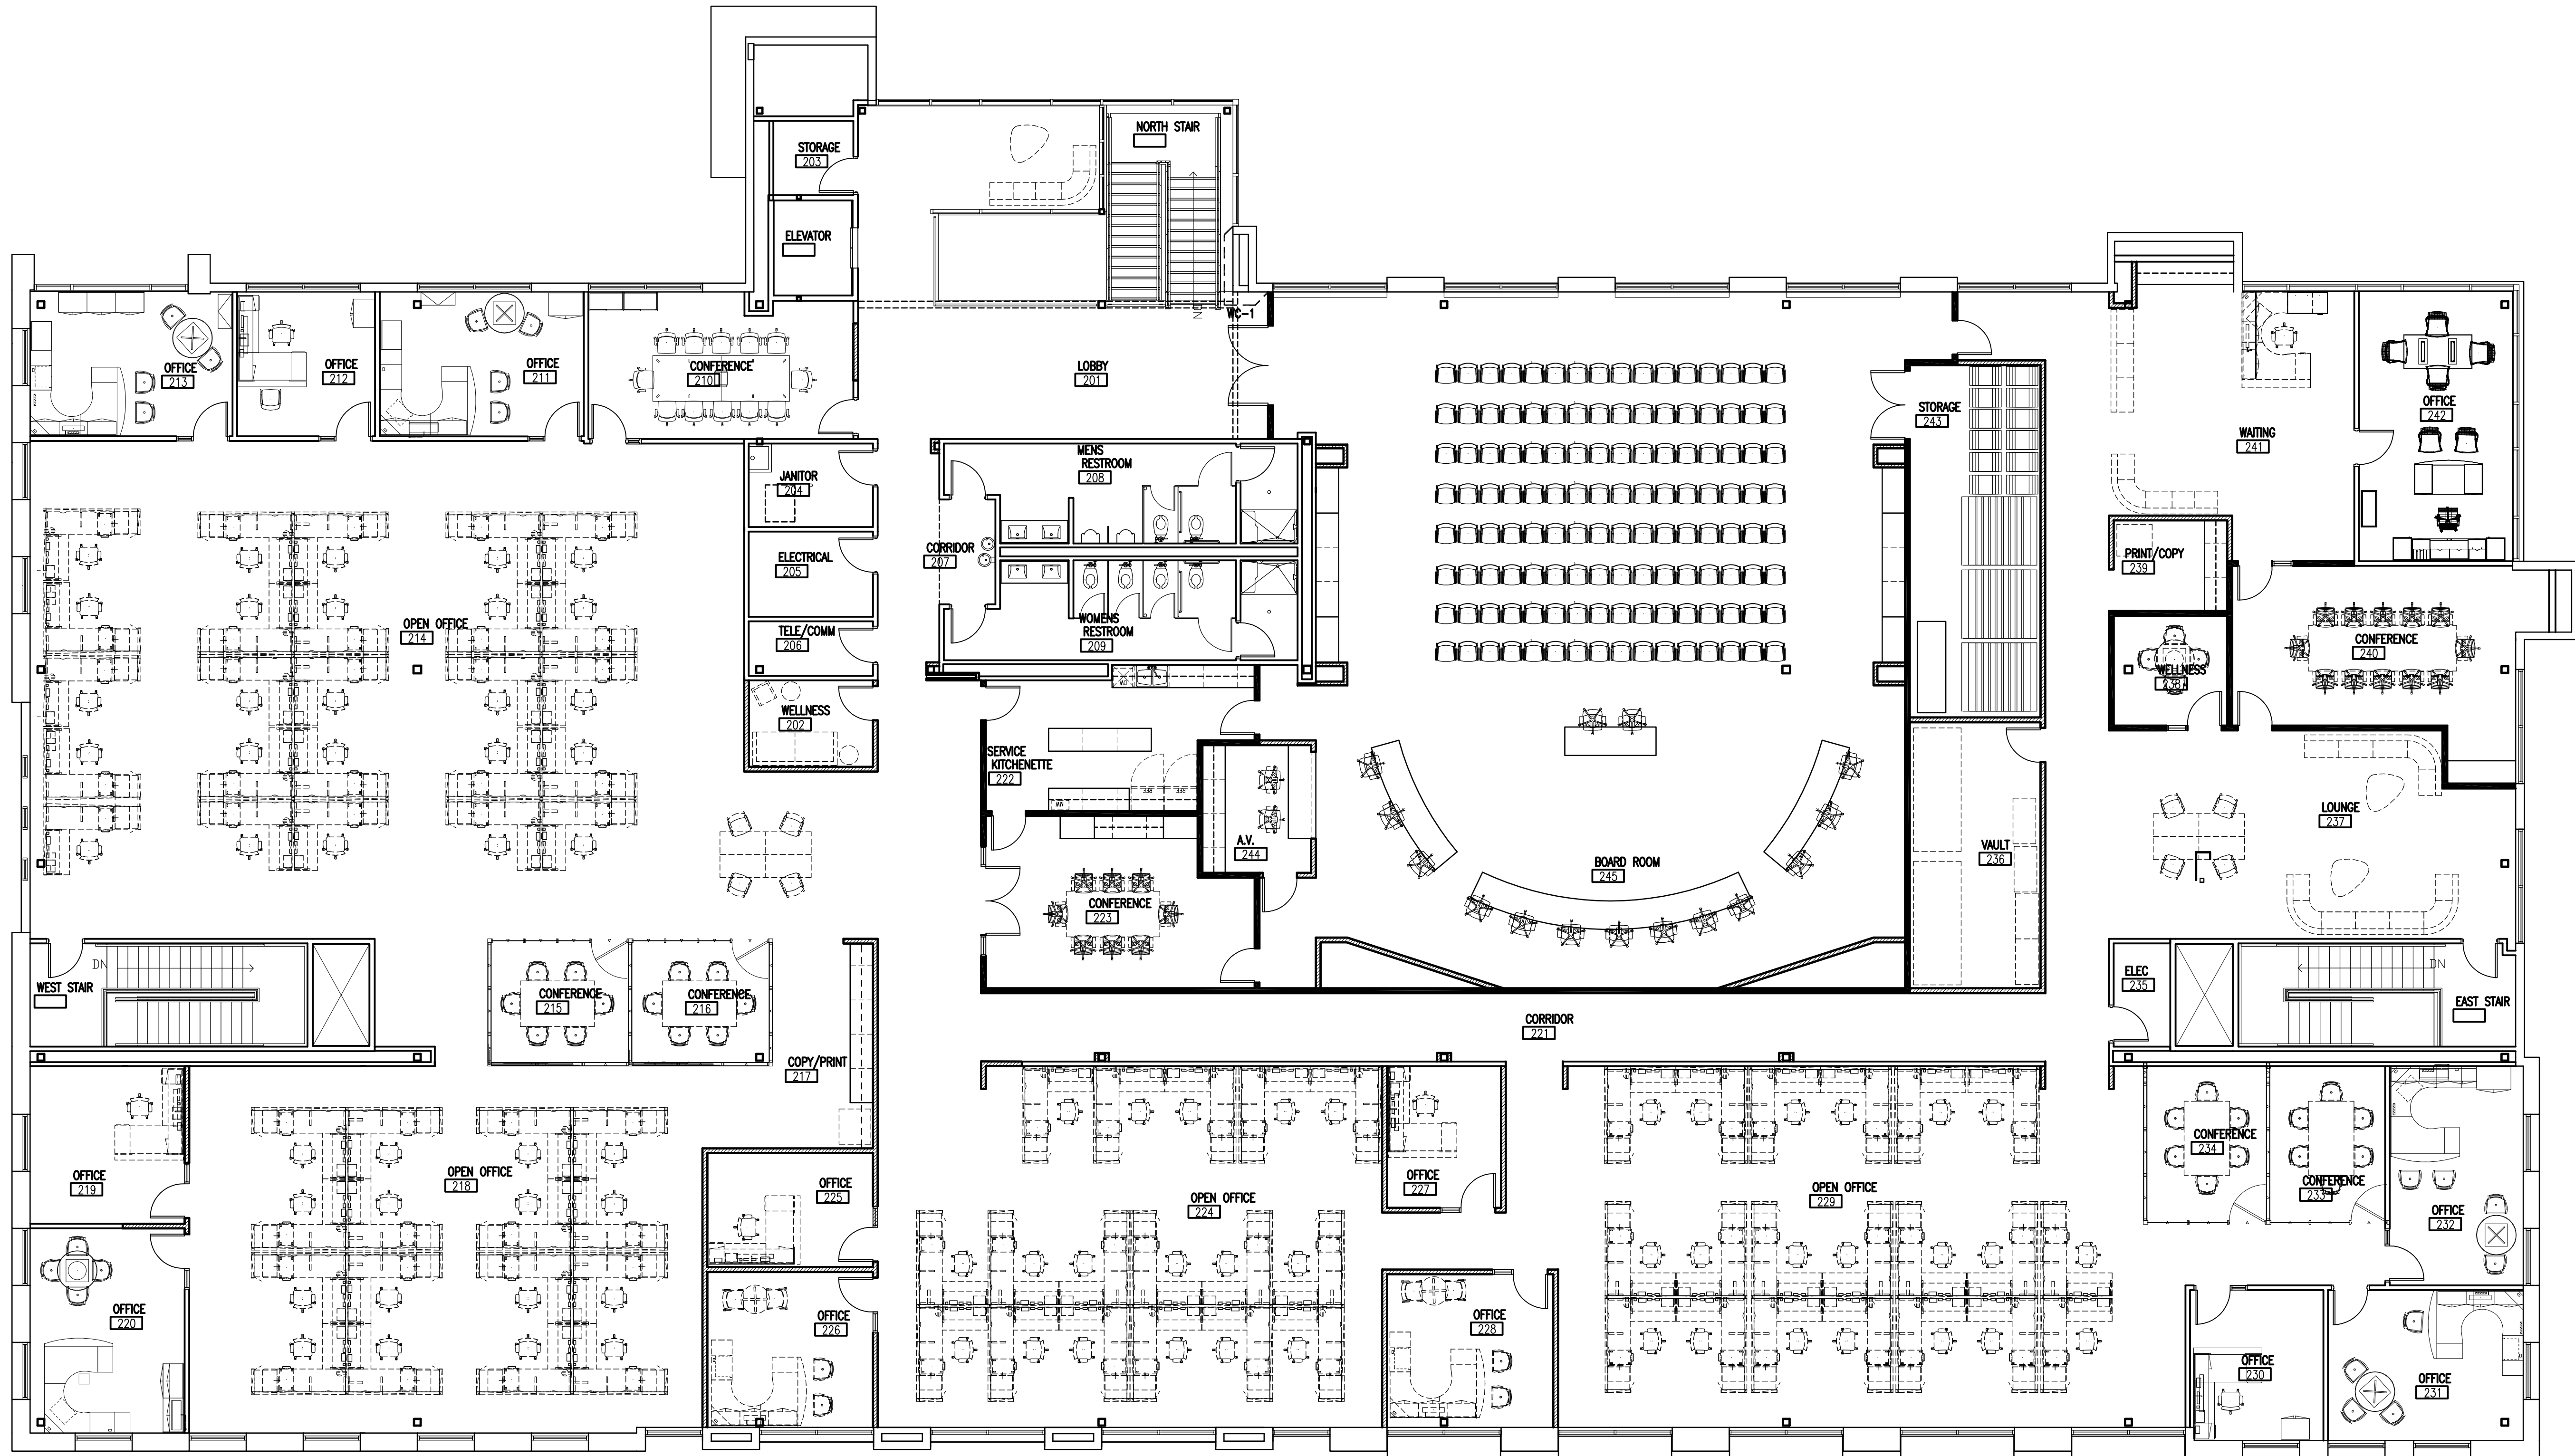 NORTH STAIR
STORAGE
203
ELEVATOR
DN
WC-1
OFFICE
213
OFFICE
212
OFFICE
211
CONFERENCE
210
LOBBY
201
STORAGE
243
OFFICE
242
WAITING
241
MENS
RESTROOM
208
JANITOR
204
CORRIDOR
207
ELECTRICAL
205
PRINT/COPY
239
OPEN OFFICE
214
TELE/COMM
206
WOMENS
RESTROOM
209
CONFERENCE
240
WELLNESS
238
WELLNESS
202
DW
SERVICE
KITCHENETTE
222
REF
REF
MW
LOUNGE
237
A.V.
244
VAULT
236
BOARD ROOM
245
CONFERENCE
223
DN
WEST STAIR
CONFERENCE
215
CONFERENCE
216
ELEC
235
DN
EAST STAIR
CORRIDOR
221
COPY/PRINT
217
CONFERENCE
234
OFFICE
219
OPEN OFFICE
218
OFFICE
225
OPEN OFFICE
224
OFFICE
227
OPEN OFFICE
229
CONFERENCE
233
OFFICE
232
OFFICE
220
OFFICE
226
OFFICE
228
OFFICE
230
OFFICE
231